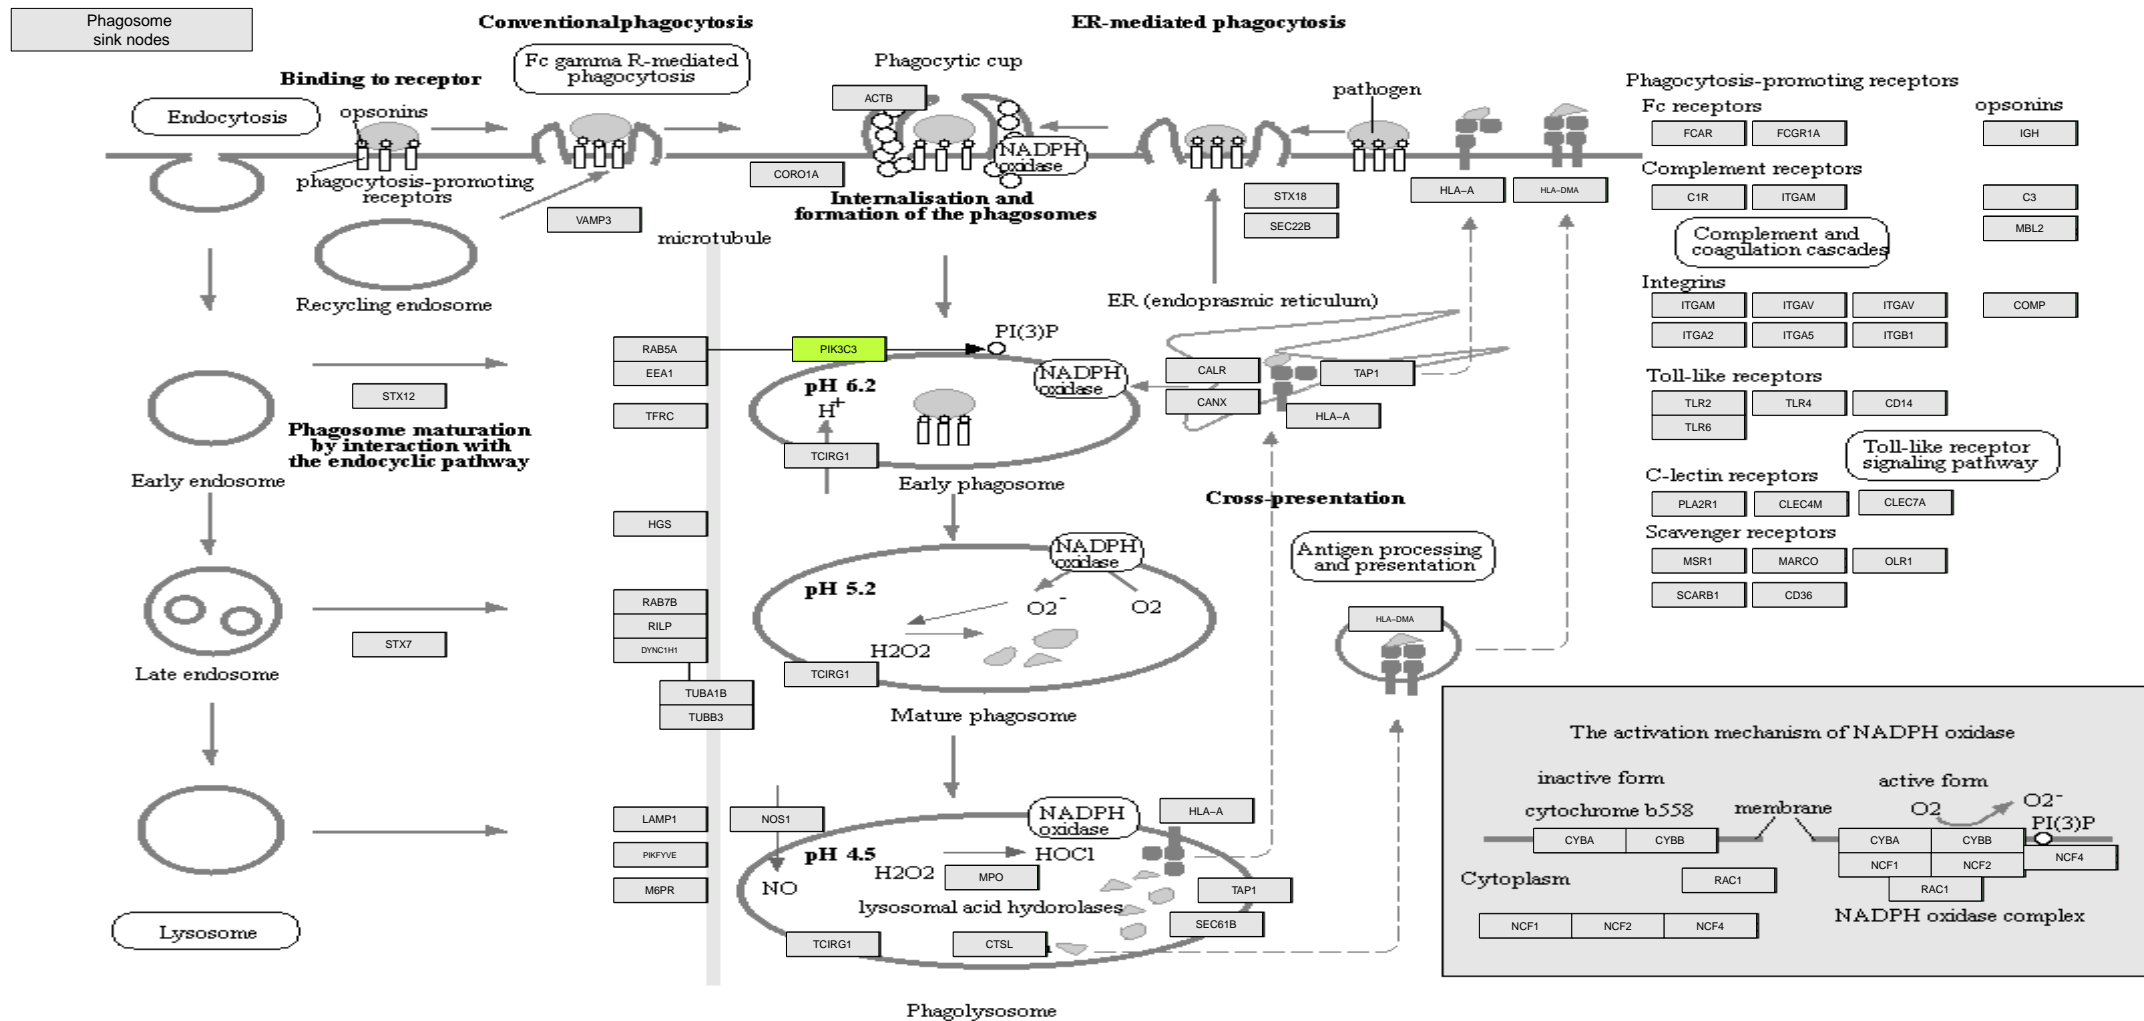 Phagosome
sink nodes
Conventionalphagocytosis
ER-mediated phagocytosis
Fc gamma R-mediated
phagocytosis
Phagocytic cup
Binding to receptor
Endocytosis
opsonins
ACTB
pathogen
NADPH
oxidase
phagocytosis-promoting
receptors
CORO1A
Internalisation and
formation of the phagosomes
VAMP3
STX18
SEC22B
HLA-A
HLA-DMA
microtubule
Recycling endosome
ER (endoprasmic reticulum)
RAB5A
EEA1
PIK3C3
PI(3)P
NADPH
oxidase
pH 6.2
H+
CALR
CANX
TAP1
HLA-A
STX12
TFRC
Phagosome maturation
by interaction with
the endocyclic pathway
TCIRG1
Early endosome
Early phagosome
Cross-presentation
HGS
NADPH
oxidase
Antigen processing
and presentation
pH 5.2
O2-
O2
H2O2
RAB7B
RILP
DYNC1H1
STX7
TCIRG1
HLA-DMA
Late endosome
TUBA1B
TUBB3
Mature phagosome
LAMP1
NOS1
NADPH
oxidase
HLA-A
PIKFYVE
pH 4.5
HOCl
H2O2
MPO
NO
M6PR
TAP1
lysosomal acid hydorolases
SEC61B
Lysosome
TCIRG1
CTSL
Phagolysosome
Phagocytosis-promoting receptors
Fc receptors
opsonins
FCAR
FCGR1A
IGH
Complement receptors
C1R
ITGAM
C3
MBL2
Complement and
coagulation cascades
Integrins
ITGAM
ITGAV
ITGAV
COMP
ITGA2
ITGA5
ITGB1
Toll-like receptors
TLR2
TLR4
CD14
TLR6
Toll-like receptor
signaling pathway
C-lectin receptors
PLA2R1
CLEC4M
CLEC7A
Scavenger receptors
MSR1
MARCO
OLR1
SCARB1
CD36
The activation mechanism of NADPH oxidase
inactive form
active form
cytochrome b558
membrane
O2
O2-
PI(3)P
CYBA
CYBB
CYBA
CYBB
NCF1
NCF2
NCF4
Cytoplasm
RAC1
RAC1
NADPH oxidase complex
NCF1
NCF2
NCF4